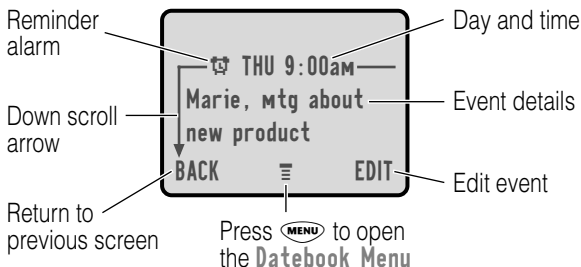 Reminder
alarm
Day and time
THU 9:00am
Down scroll
arrow
Marie, mtg about
new product
Event details
BACK
EDIT
Edit event
Return to
previous screen
Press MENU to open
the Datebook Menu